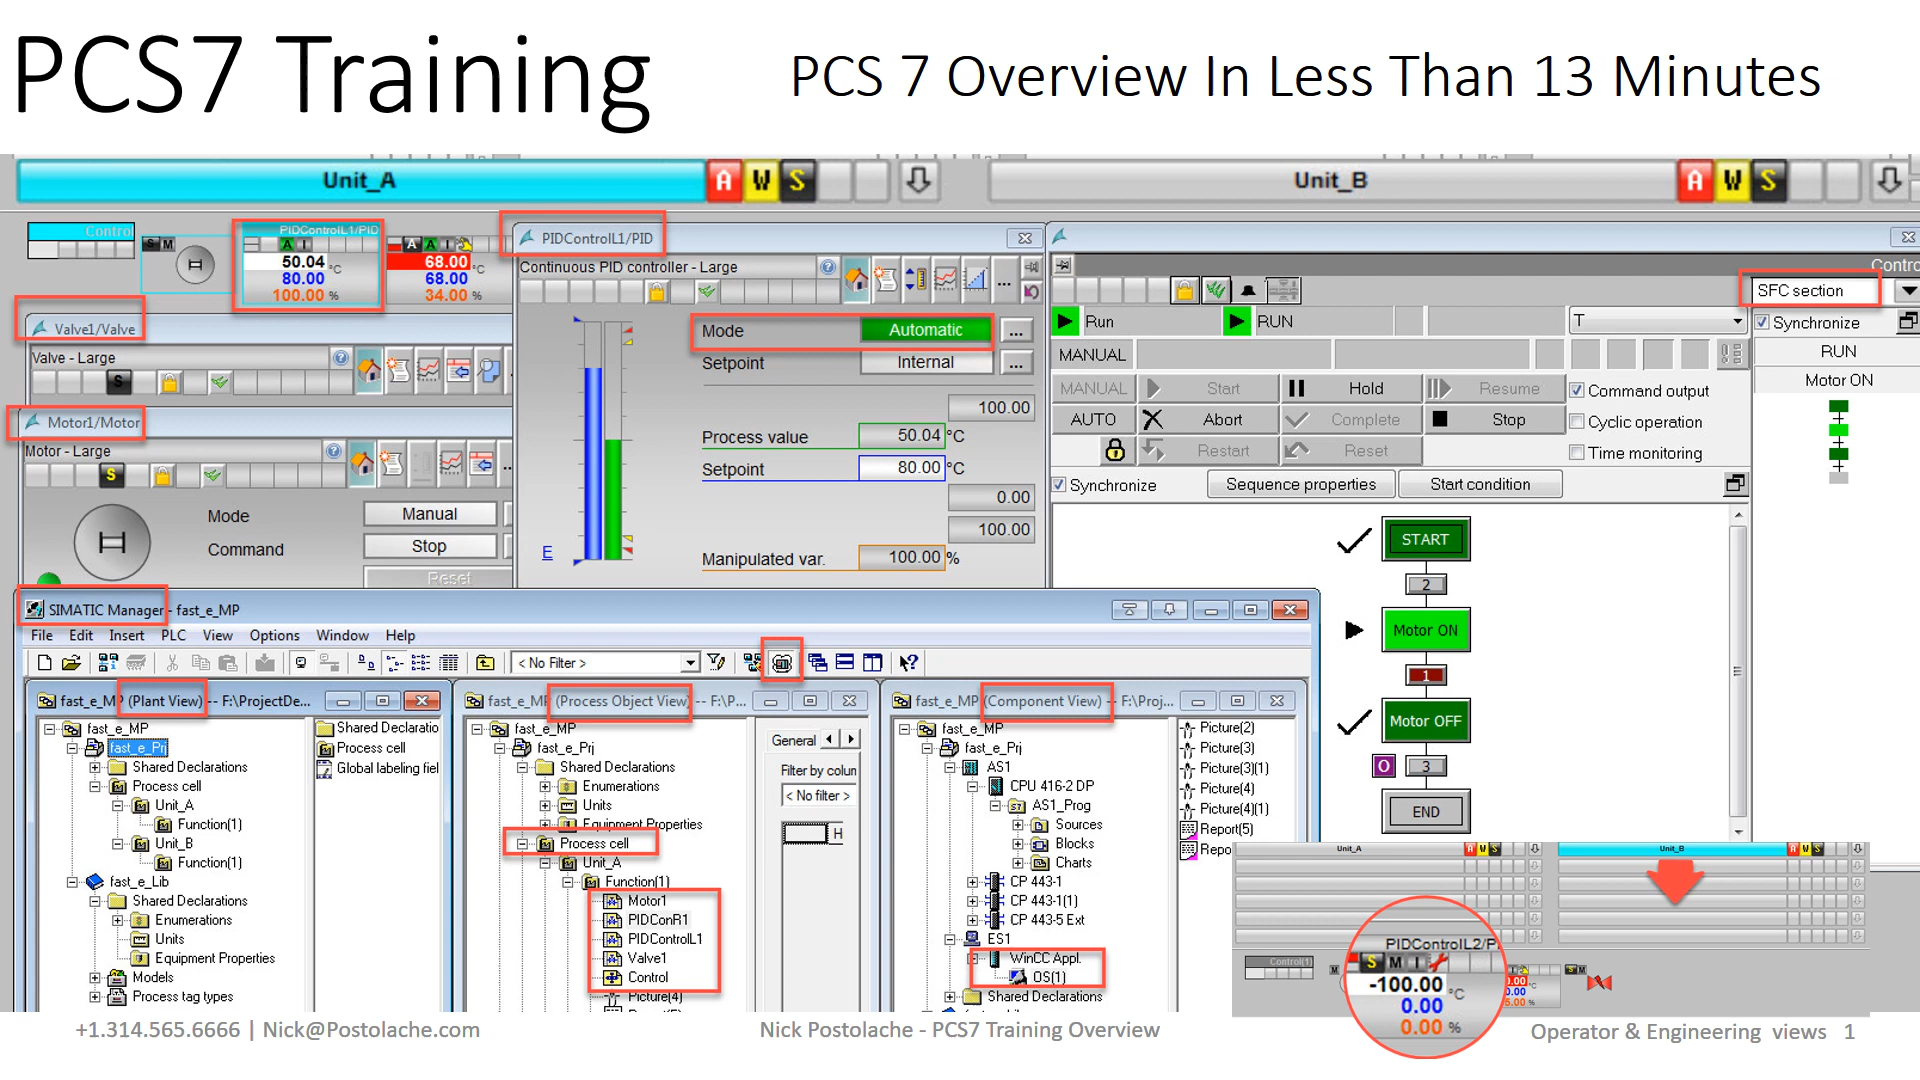 PCS7 Training
PCS 7 Overview In Less Than 13 Minutes
Unit_A
A W S
Unit_B
A W S
Control
S M
PIDControlL1/PID
A I
50.04 °C
80.00
100.00 %
A A I
68.00 °C
68.00
34.00 %
Valve1/Valve
Valve - Large
S
Motor1/Motor
Motor - Large
S
Mode
Manual
Command
Stop
Reset
PIDControlL1/PID
Continuous PID controller - Large
...
Mode
Automatic
...
Setpoint
Internal
...
100.00
Process value
50.04 °C
Setpoint
80.00 °C
0.00
100.00
Manipulated var.
100.00 %
E
Contro
Run
RUN
T
MANUAL
MANUAL
Start
Hold
Resume
AUTO
Abort
Complete
Stop
Restart
Reset
Command output
Cyclic operation
Time monitoring
Synchronize
Sequence properties
Start condition
SFC section
Synchronize
RUN
Motor ON
START
2
Motor ON
1
Motor OFF
O
3
END
SIMATIC Manager - fast_e_MP
File Edit Insert PLC View Options Window Help
< No Filter >
fast_e_MP (Plant View) -- F:\ProjectDe...
fast_e_MP
fast_e_Prj
Shared Declarations
Process cell
Unit_A
Function(1)
Unit_B
Function(1)
fast_e_Lib
Shared Declarations
Enumerations
Units
Equipment Properties
Models
Process tag types
Shared Declaratio
Process cell
Global labeling fiel
fast_e_MP (Process Object View) -- F:\P...
fast_e_MP
fast_e_Prj
Shared Declarations
Enumerations
Units
Equipment Properties
Process cell
Unit_A
Function(1)
Motor1
PIDConR1
PIDControlL1
Valve1
Control
Picture(4)
General
Filter by colun
< No filter >
H
fast_e_MP (Component View) -- F:\Proj...
fast_e_MP
fast_e_Prj
AS1
CPU 416-2 DP
AS1_Prog
Sources
Blocks
Charts
CP 443-1
CP 443-1(1)
CP 443-5 Ext
ES1
WinCC Appl.
OS(1)
Shared Declarations
Picture(2)
Picture(3)
Picture(3)(1)
Picture(4)
Picture(4)(1)
Report(5)
Repo
Unit_A
A W S
Unit_B
A W S
Control(1)
M
PIDControlL2/PI
S M I
-100.00 °C
0.00
0.00 %
S M
+1.314.565.6666 | Nick@Postolache.com
Nick Postolache - PCS7 Training Overview
Operator & Engineering views 1